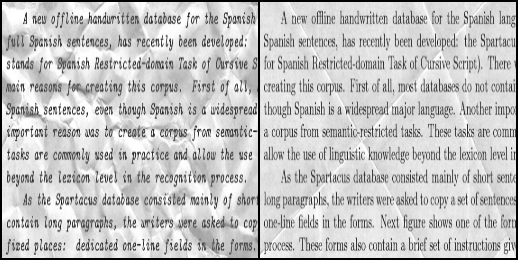 A new offline handwritten database for the Spanish
full Spanish sentences, has recently been developed:
stands for Spanish Restricted-domain Task of Cursive S
main reasons for creating this corpus. First of all,
Spanish sentences, even though Spanish is a widespread
important reason was to create a corpus from semantic-
tasks are commonly used in practice and allow the use
beyond the lexicon level in the recognition process.
As the Spartacus database consisted mainly of short
contain long paragraphs, the writers were asked to cop
fixed places: dedicated one-line fields in the forms.
A new offline handwritten database for the Spanish lang
Spanish sentences, has recently been developed: the Spartacu
for Spanish Restricted-domain Task of Cursive Script). There
creating this corpus. First of all, most databases do not contai
though Spanish is a widespread major language. Another impor
a corpus from semantic-restricted tasks. These tasks are comm
allow the use of linguistic knowledge beyond the lexicon level in
As the Spartacus database consisted mainly of short sente
long paragraphs, the writers were asked to copy a set of sentences
one-line fields in the forms. Next figure shows one of the form
process. These forms also contain a brief set of instructions giv